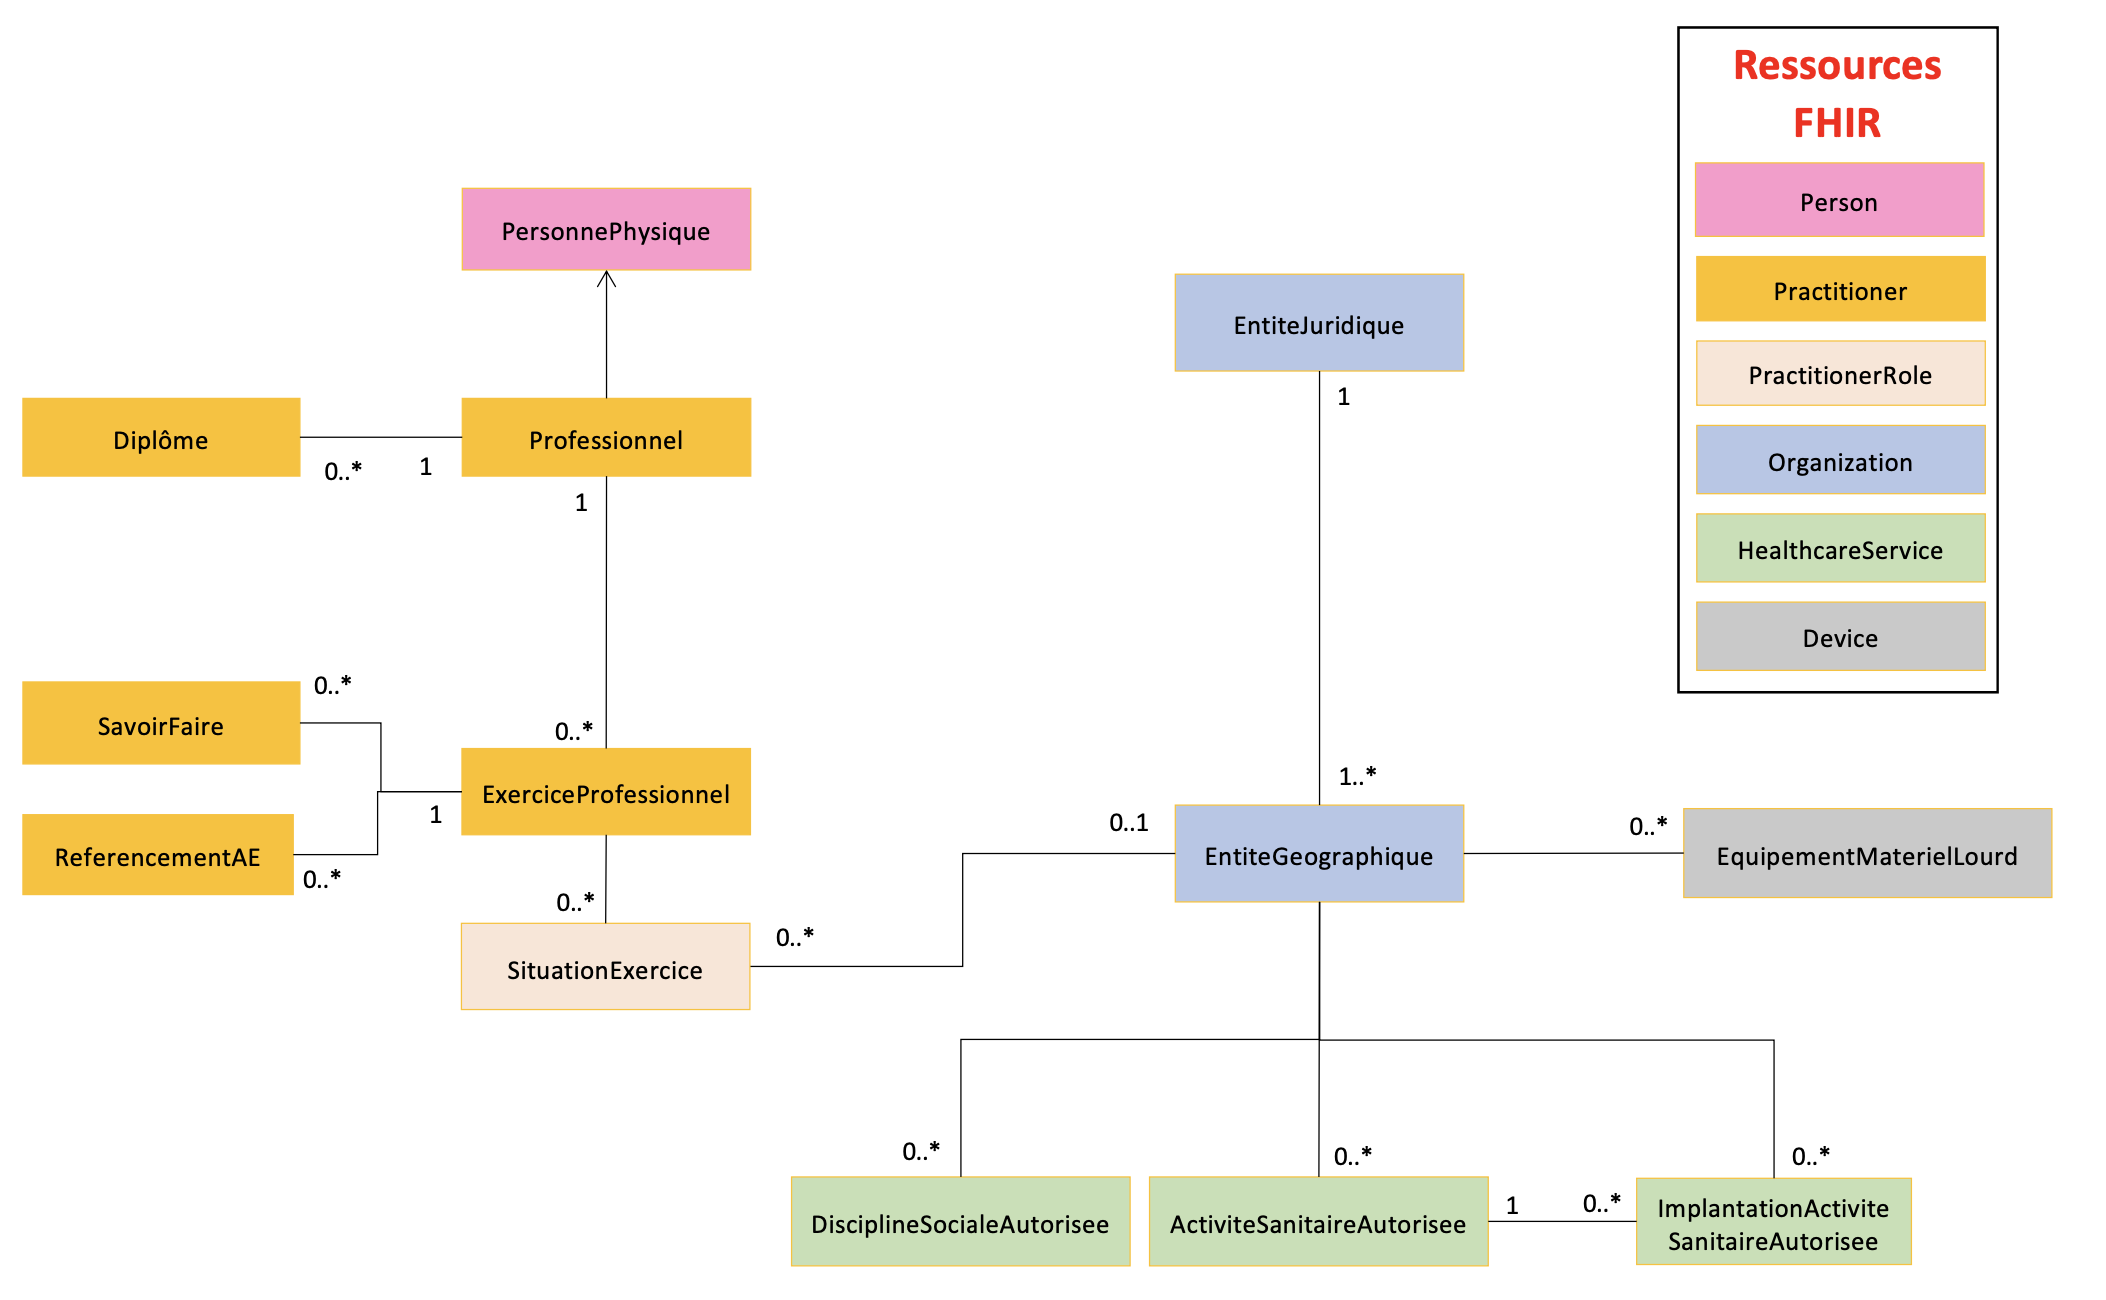 Ressources
FHIR
Person
Practitioner
PractitionerRole
Organization
HealthcareService
Device
PersonnePhysique
EntiteJuridique
1
Diplôme
0..*
1
Professionnel
1
SavoirFaire
0..*
0..*
ExerciceProfessionnel
1
ReferencementAE
0..*
0..*
SituationExercice
0..*
1..*
0..1
EntiteGeographique
0..*
EquipementMaterielLourd
0..*
0..*
0..*
DisciplineSocialeAutorisee
ActiviteSanitaireAutorisee
1
0..*
ImplantationActivite
SanitaireAutorisee